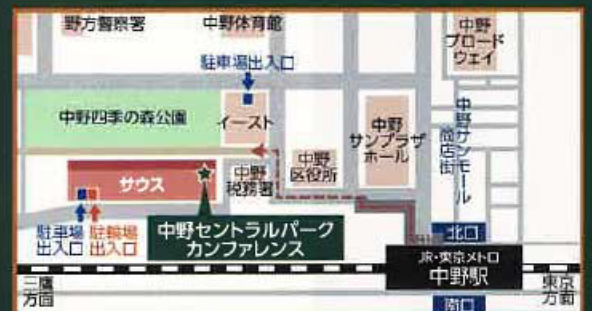 野方警察署
中野体育館
中野
ブロード
ウェイ
駐車場出入口
中野四季の森公園
イースト
中野
サンプラザ
ホール
中野サンモール
商店街
サウス
中野
税務署
中野
区役所
駐車場
出入口
駐輪場
出入口
中野セントラルパーク
カンファレンス
北口
JR・東京メトロ
中野駅
三鷹
方面
東京
方面
南口